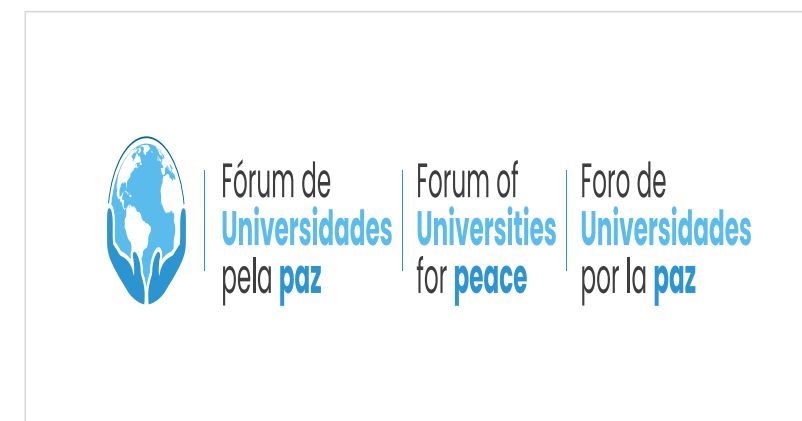 Fórum de
Universidades
pela paz
Forum of
Universities
for peace
Foro de
Universidades
por la paz